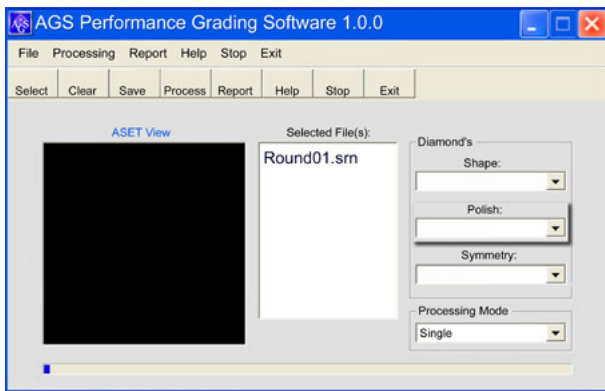 AGS Performance Grading Software 1.0.0
File Processing Report Help Stop Exit
Select Clear Save Process Report Help Stop Exit
ASET View
Selected File(s):
Round01.srn
Diamond's
Shape:
Polish:
Symmetry:
Processing Mode
Single